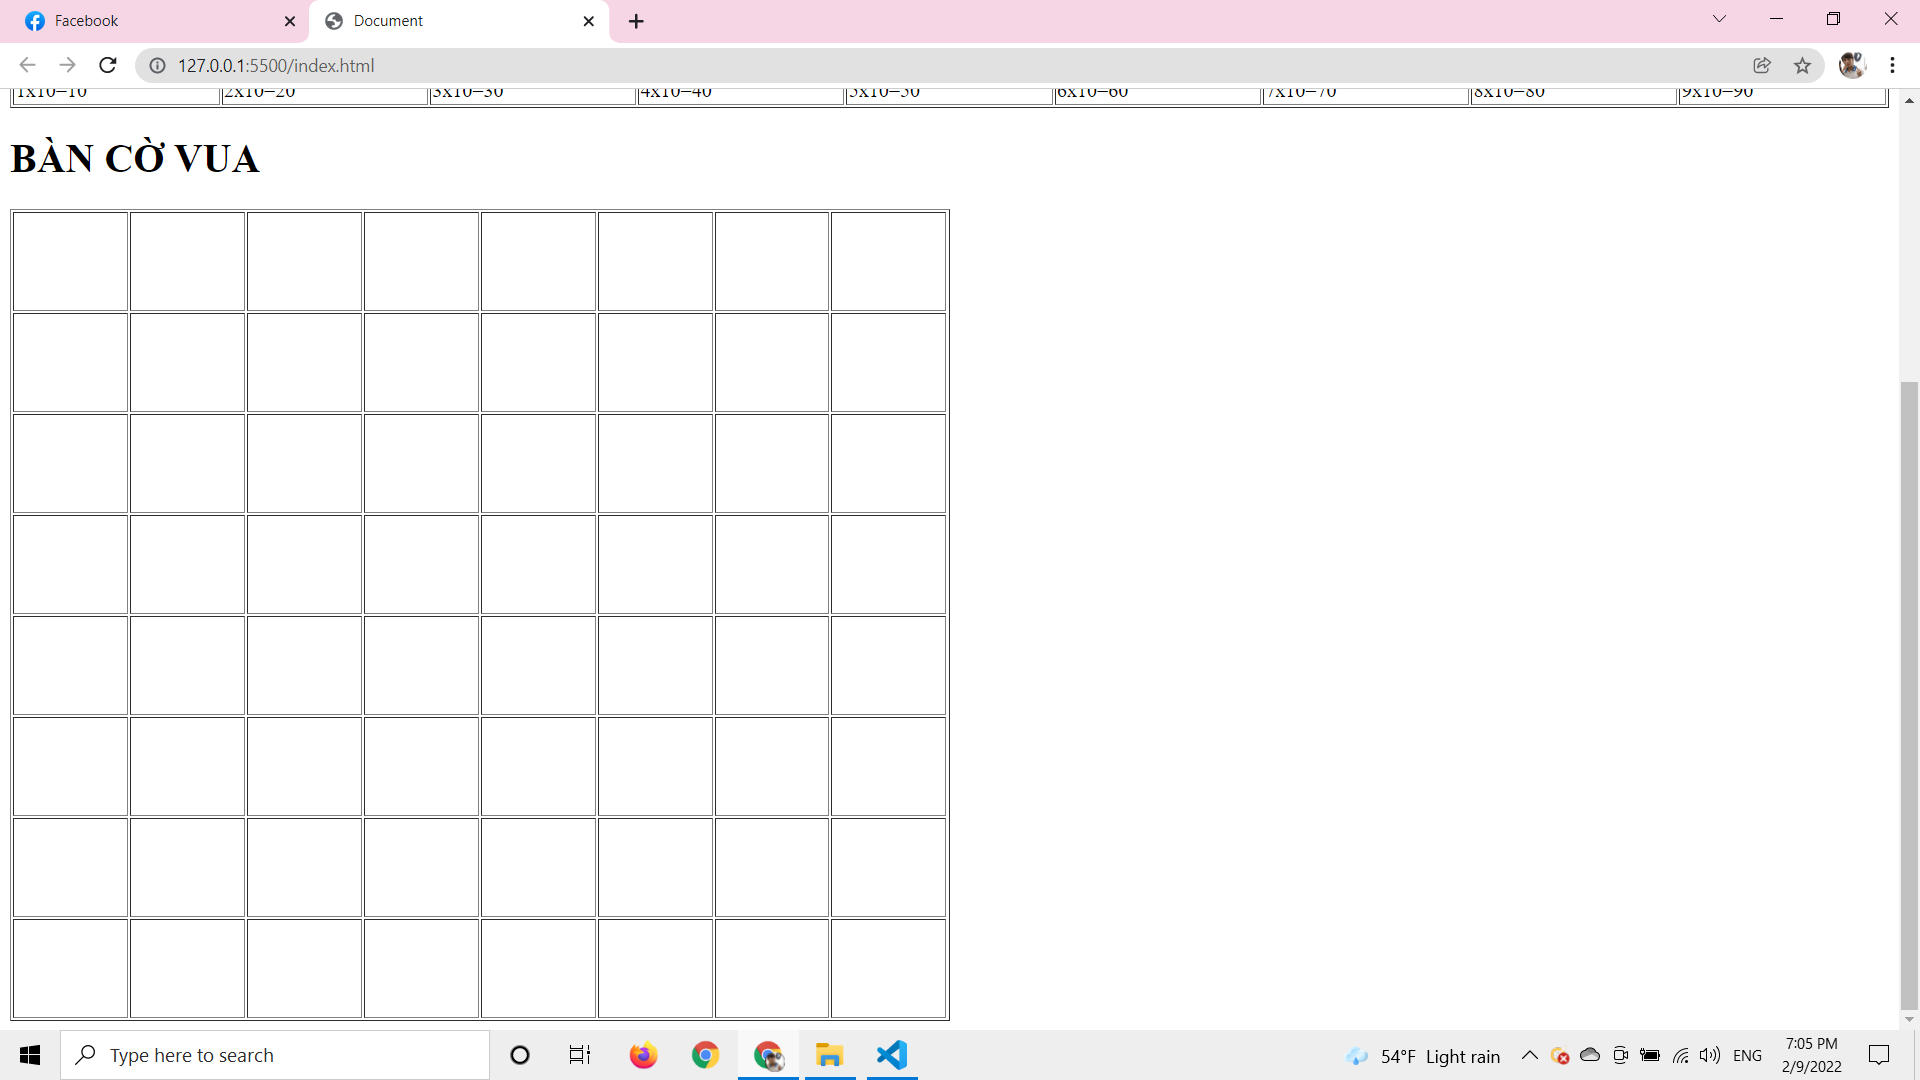 Facebook
Document
127.0.0.1:5500/index.html
1x10=10 2x10=20 3x10=30 4x10=40 5x10=50 6x10=60 7x10=70 8x10=80 9x10=90
BÀN CỜ VUA
Type here to search
54°F Light rain
ENG
7:05 PM
2/9/2022